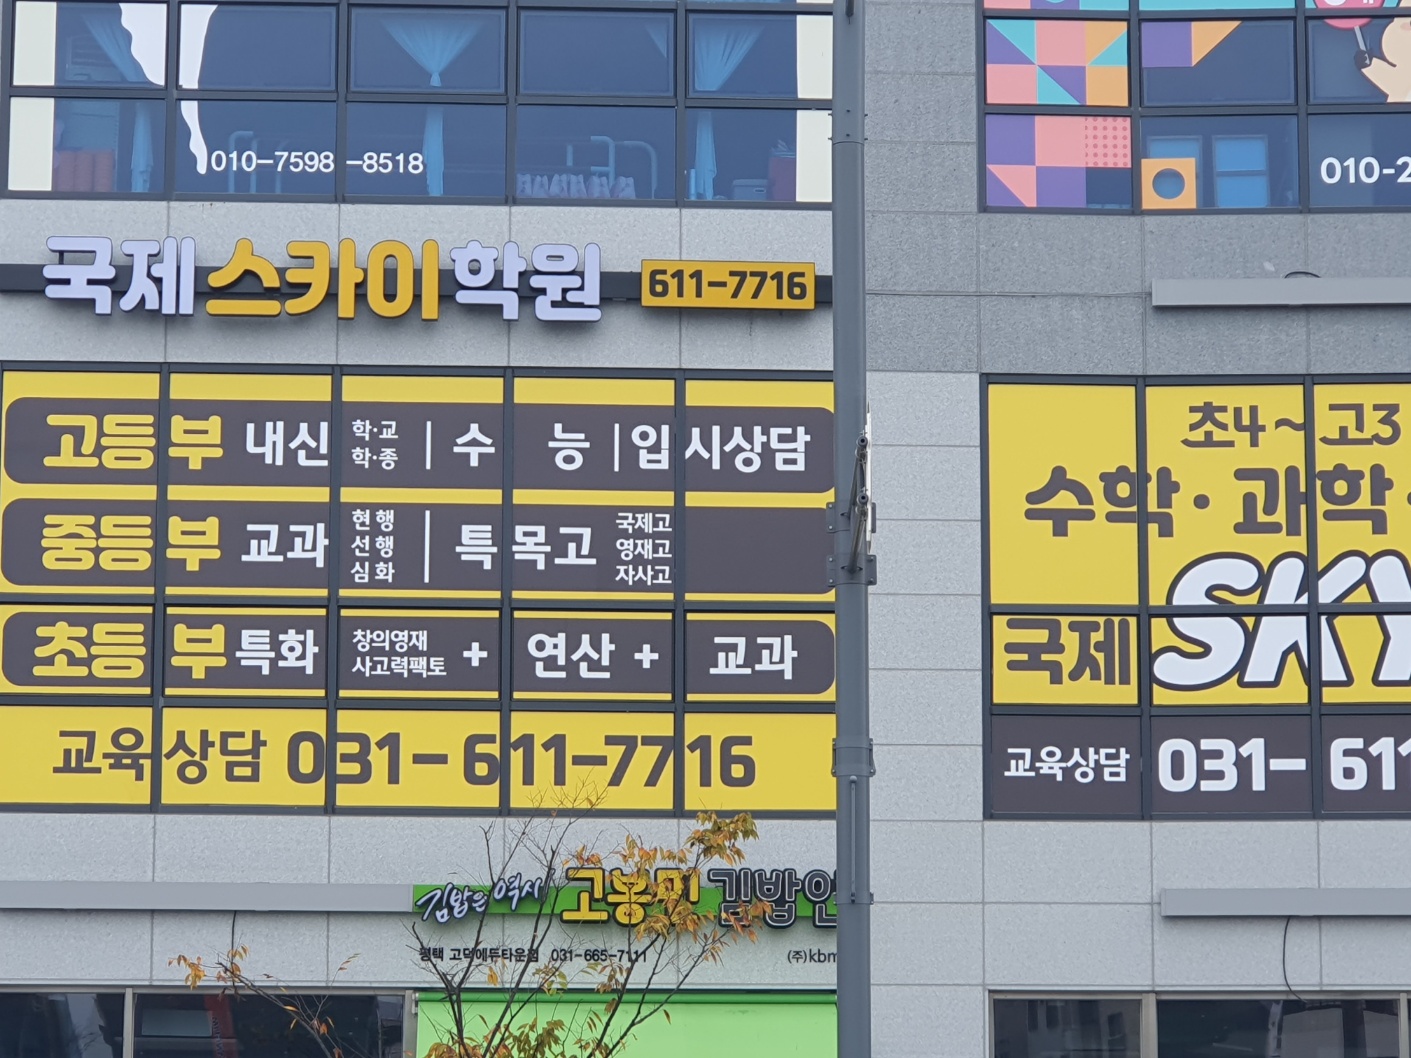 010-7598-8518
010-2
국제스카이학원 611-7716
고등부 내신 학·교 학·종 | 수능 | 입시상담
중등부 교과 현행 선행 심화 | 특목고 국제고 영재고 자사고
초등부 특화 창의영재 사고력팩토 + 연산 + 교과
교육상담 031-611-7716
초4~고3
수학·과학·
국제 SKY
교육상담 031-611
김밥은 역시 고봉민김밥인
평택 고덕에듀타운점 031-665-7111
(주)kbm